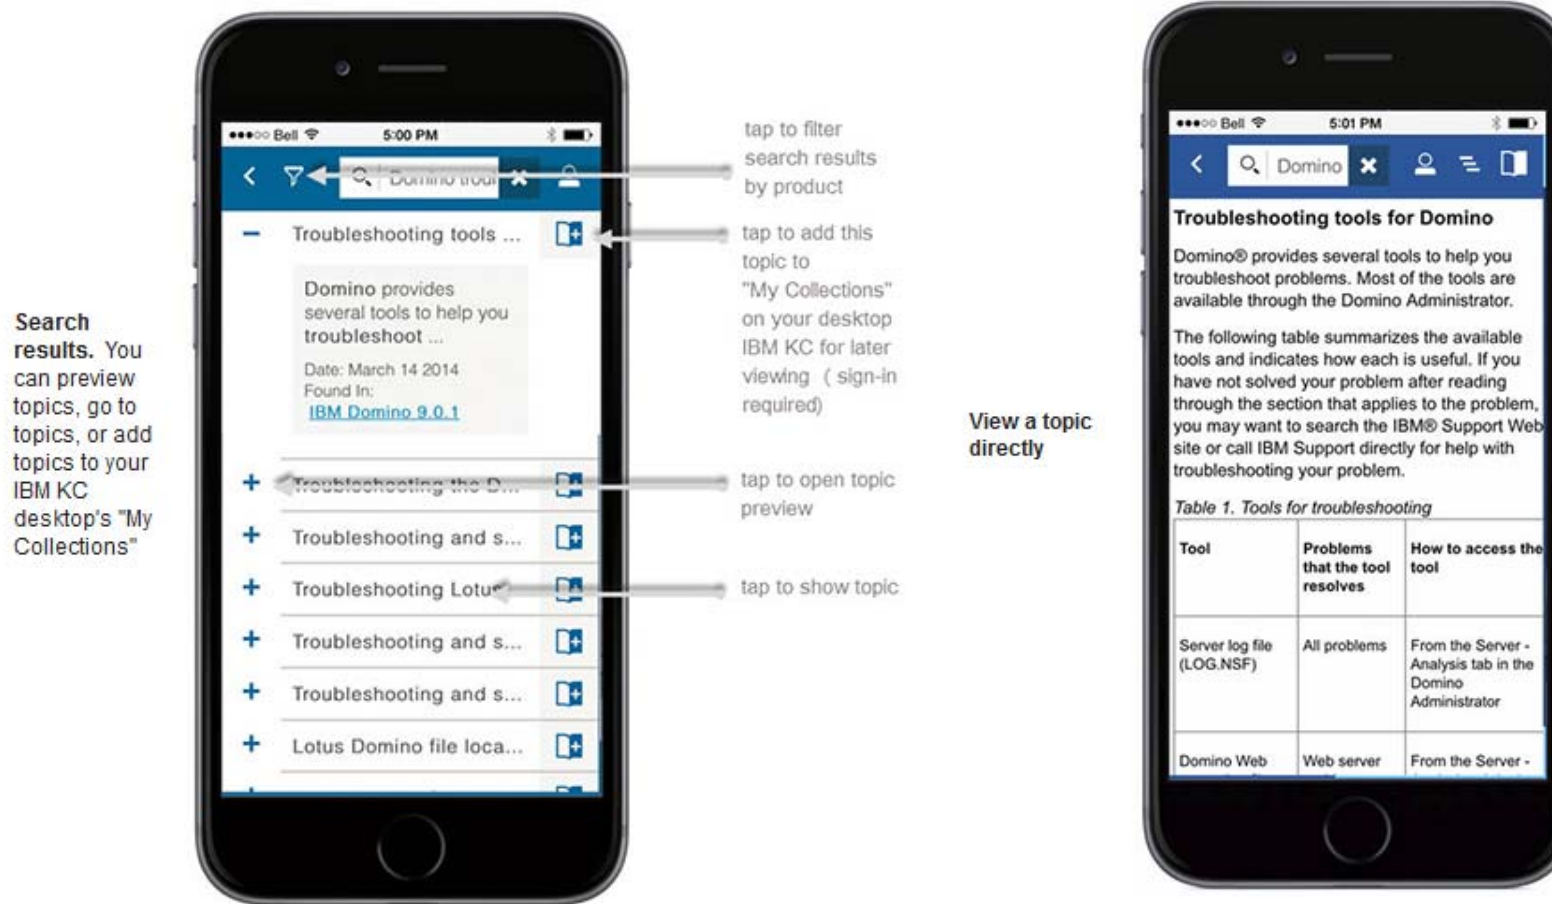 Search
results. You
can preview
topics, go to
topics, or add
topics to your
IBM KC
desktop's "My
Collections"
Bell 5:00 PM
Domino trou
Troubleshooting tools ...
Domino provides
several tools to help you
troubleshoot ...
Date: March 14 2014
Found In:
IBM Domino 9.0.1
Troubleshooting the D...
Troubleshooting and s...
Troubleshooting Lotus
Troubleshooting and s...
Troubleshooting and s...
Lotus Domino file loca...
tap to filter
search results
by product
tap to add this
topic to
"My Collections"
on your desktop
IBM KC for later
viewing ( sign-in
required)
tap to open topic
preview
tap to show topic
View a topic
directly
Bell 5:01 PM
Domino
Troubleshooting tools for Domino
Domino® provides several tools to help you
troubleshoot problems. Most of the tools are
available through the Domino Administrator.
The following table summarizes the available
tools and indicates how each is useful. If you
have not solved your problem after reading
through the section that applies to the problem,
you may want to search the IBM® Support Web
site or call IBM Support directly for help with
troubleshooting your problem.
Table 1. Tools for troubleshooting
Tool
Problems
that the tool
resolves
How to access the
tool
Server log file
(LOG.NSF)
All problems
From the Server -
Analysis tab in the
Domino
Administrator
Domino Web
Web server
From the Server -